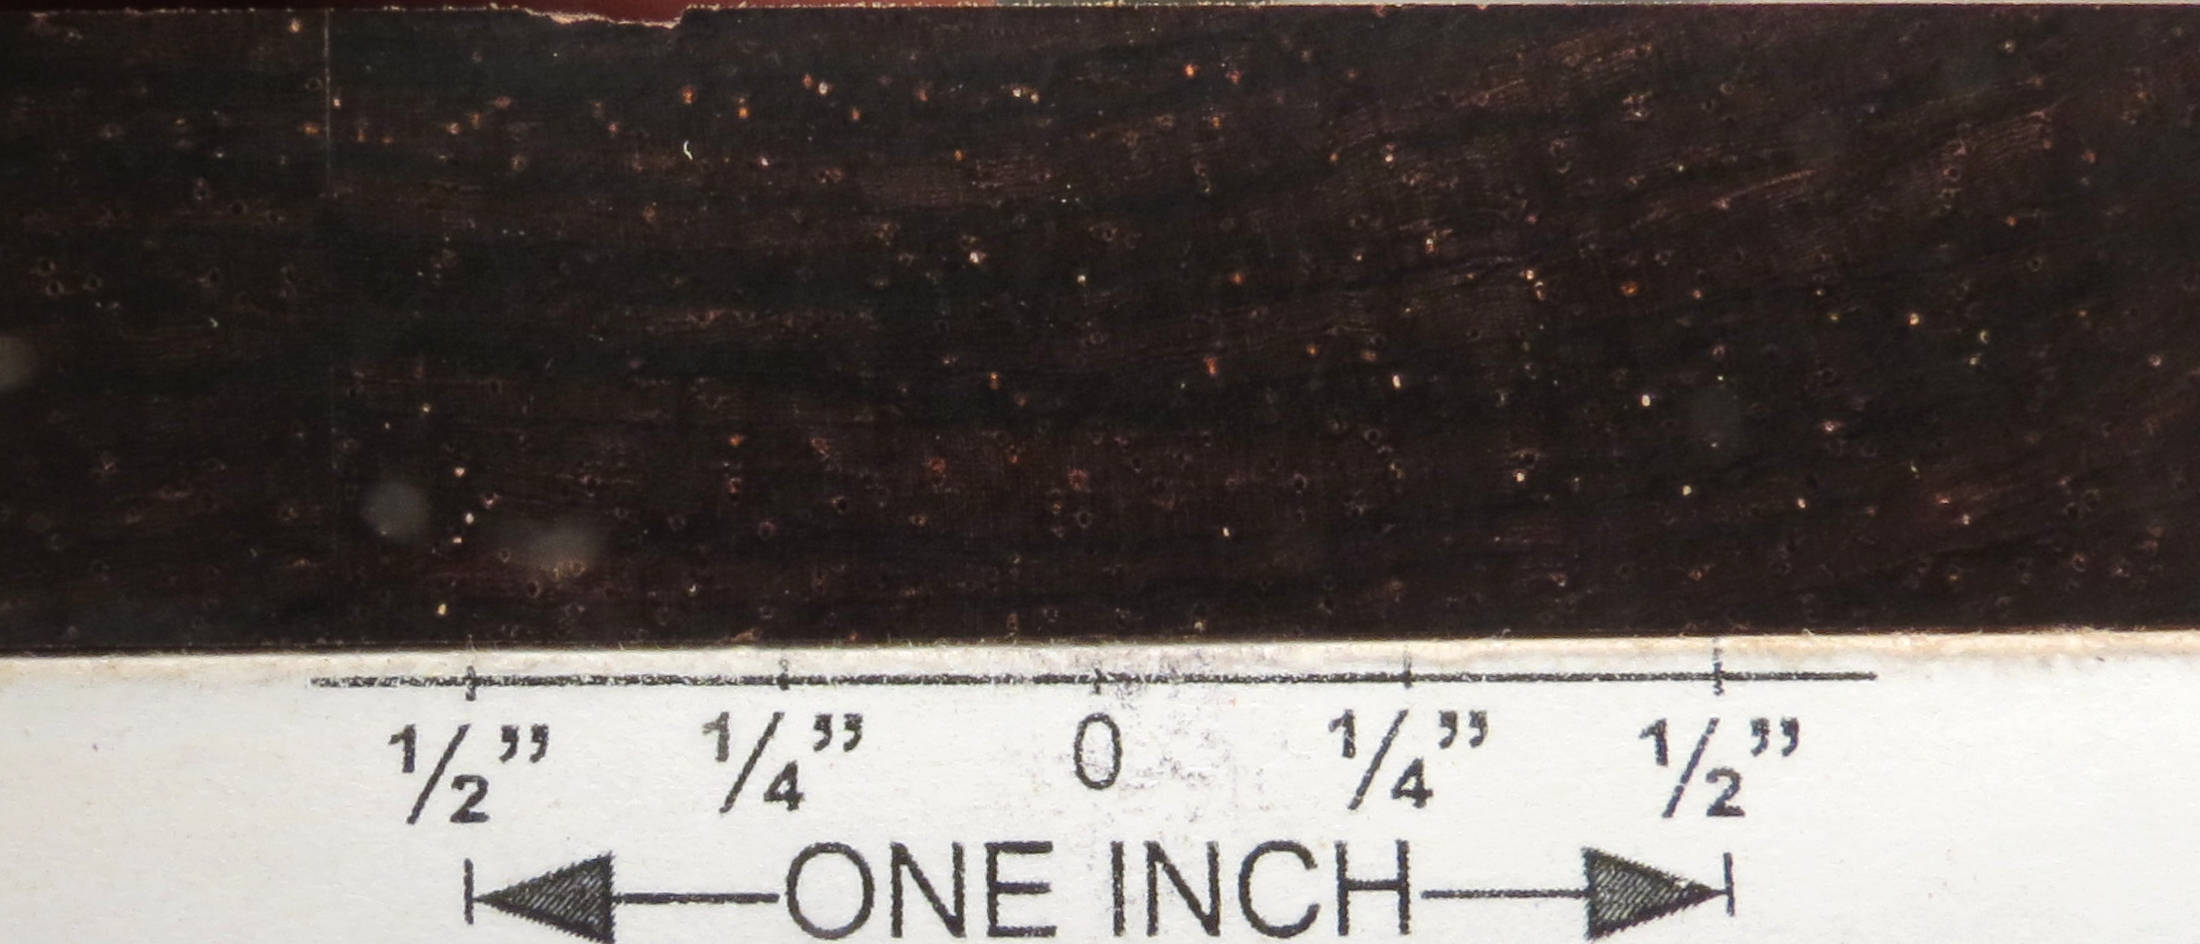 1/2” 1/4” 0 1/4” 1/2”
ONE INCH